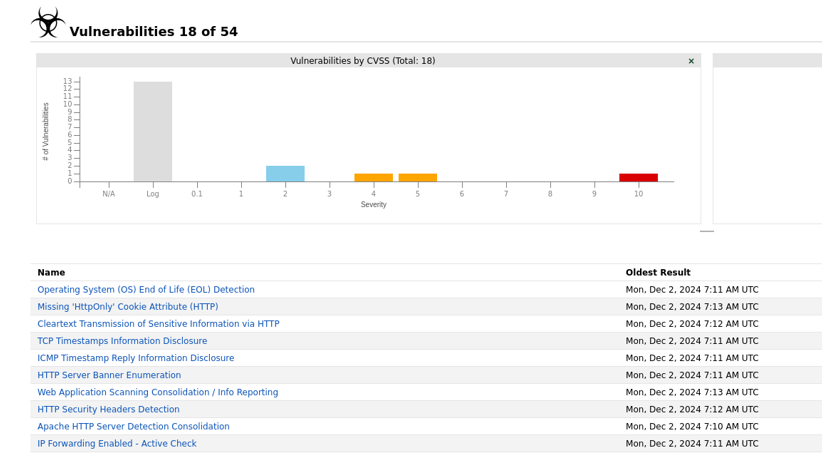 Vulnerabilities 18 of 54
Vulnerabilities by CVSS (Total: 18) ×
# of Vulnerabilities
13
12
11
10
9
8
7
6
5
4
3
2
1
0
N/A Log 0.1 1 2 3 4 5 6 7 8 9 10
Severity
Name Oldest Result
Operating System (OS) End of Life (EOL) Detection Mon, Dec 2, 2024 7:11 AM UTC
Missing 'HttpOnly' Cookie Attribute (HTTP) Mon, Dec 2, 2024 7:13 AM UTC
Cleartext Transmission of Sensitive Information via HTTP Mon, Dec 2, 2024 7:12 AM UTC
TCP Timestamps Information Disclosure Mon, Dec 2, 2024 7:11 AM UTC
ICMP Timestamp Reply Information Disclosure Mon, Dec 2, 2024 7:11 AM UTC
HTTP Server Banner Enumeration Mon, Dec 2, 2024 7:11 AM UTC
Web Application Scanning Consolidation / Info Reporting Mon, Dec 2, 2024 7:13 AM UTC
HTTP Security Headers Detection Mon, Dec 2, 2024 7:12 AM UTC
Apache HTTP Server Detection Consolidation Mon, Dec 2, 2024 7:10 AM UTC
IP Forwarding Enabled - Active Check Mon, Dec 2, 2024 7:11 AM UTC